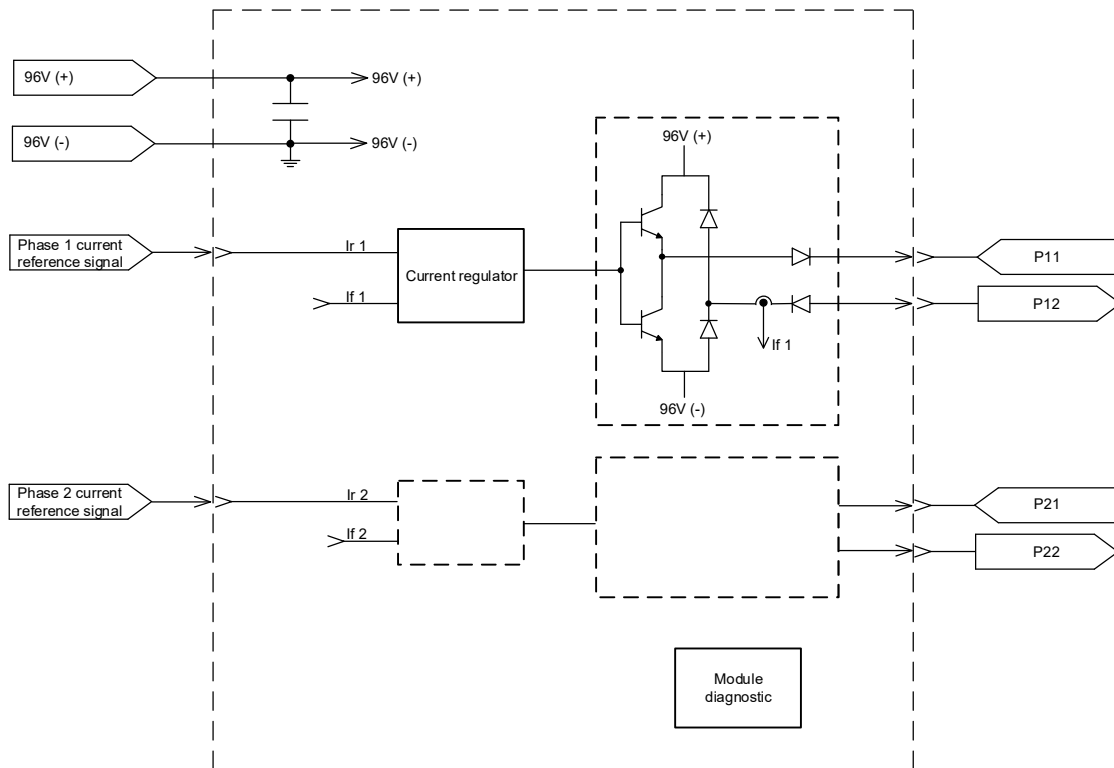 96V (+)
96V (+)
96V (-)
96V (-)
96V (+)
Phase 1 current
reference signal
Ir 1
Current regulator
If 1
P11
P12
If 1
96V (-)
Phase 2 current
reference signal
Ir 2
If 2
P21
P22
Module
diagnostic